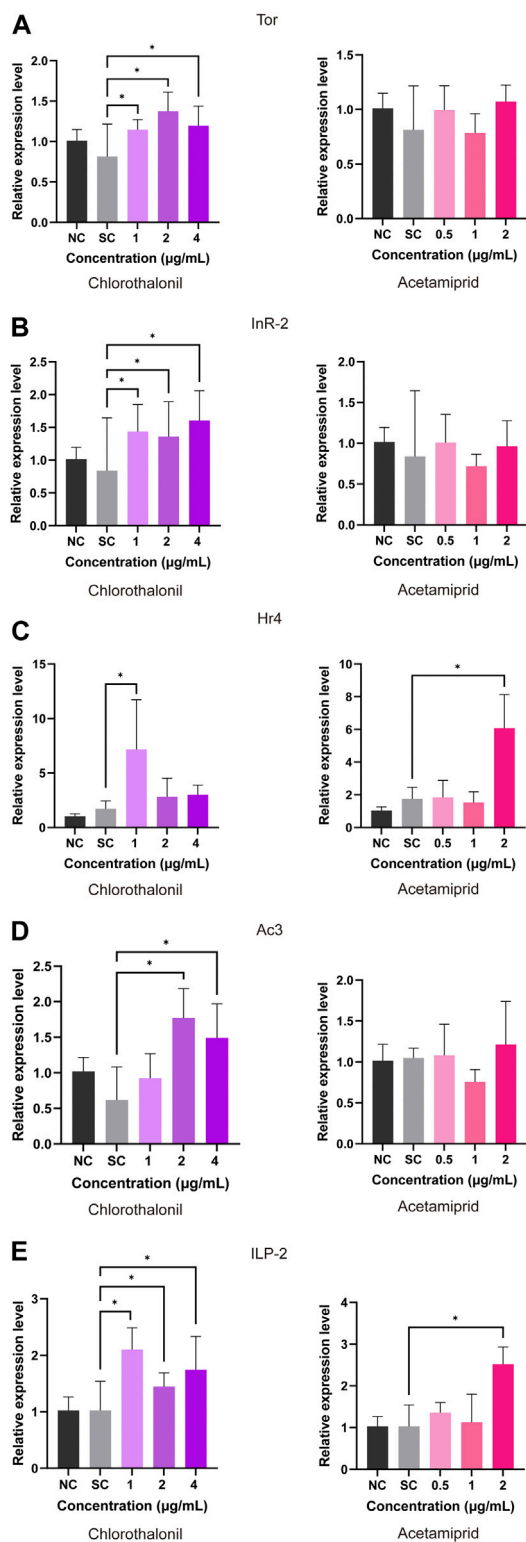 A
Tor
Relative expression level
2.0
1.5
1.0
0.5
0.0
* * *
NC SC 1 2 4
Concentration (µg/mL)
Chlorothalonil
Relative expression level
1.5
1.0
0.5
0.0
NC SC 0.5 1 2
Concentration (µg/mL)
Acetamiprid
B
InR-2
Relative expression level
2.5
2.0
1.5
1.0
0.5
0.0
* * *
NC SC 1 2 4
Concentration (µg/mL)
Chlorothalonil
Relative expression level
2.0
1.5
1.0
0.5
0.0
NC SC 0.5 1 2
Concentration (µg/mL)
Acetamiprid
C
Hr4
Relative expression level
15
10
5
0
*
NC SC 1 2 4
Concentration (µg/mL)
Chlorothalonil
Relative expression level
10
8
6
4
2
0
*
NC SC 0.5 1 2
Concentration (µg/mL)
Acetamiprid
D
Ac3
Relative expression level
2.5
2.0
1.5
1.0
0.5
0.0
* *
NC SC 1 2 4
Concentration (µg/mL)
Chlorothalonil
Relative expression level
2.0
1.5
1.0
0.5
0.0
NC SC 0.5 1 2
Concentration (µg/mL)
Acetamiprid
E
ILP-2
Relative expression level
3
2
1
0
* * *
NC SC 1 2 4
Concentration (µg/mL)
Chlorothalonil
Relative expression level
4
3
2
1
0
*
NC SC 0.5 1 2
Concentration (µg/mL)
Acetamiprid